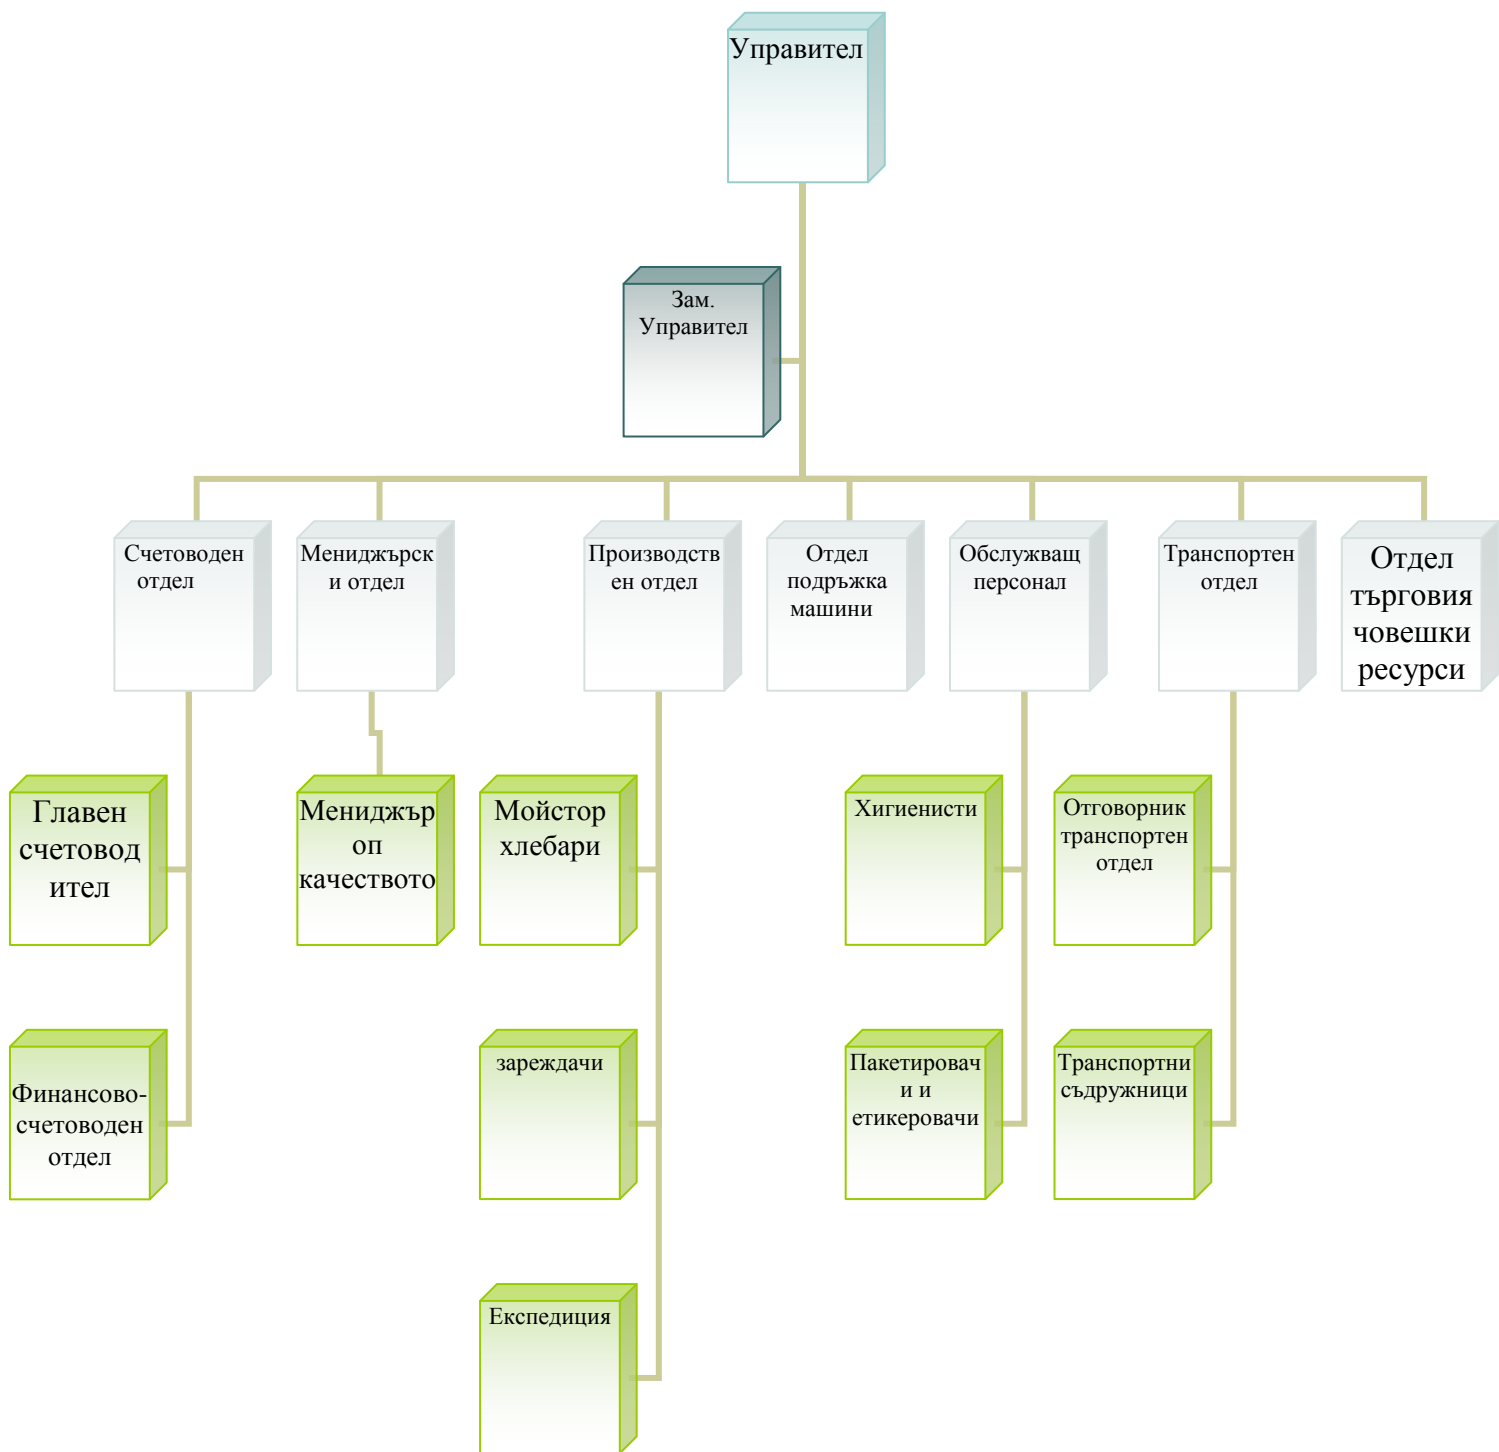 Управител
Зам.
Управител
Счетоводен
отдел
Мениджърск
и отдел
Производств
ен отдел
Отдел
подръжка
машини
Обслужващ
персонал
Транспортен
отдел
Отдел
търговия
човешки
ресурси
Главен
счетовод
ител
Мениджър
оп
качеството
Мойстор
хлебари
Хигиенисти
Отговорник
транспортен
отдел
Финансово-
счетоводен
отдел
зареждачи
Пакетировач
и и
етикеровачи
Транспортни
съдружници
Експедиция